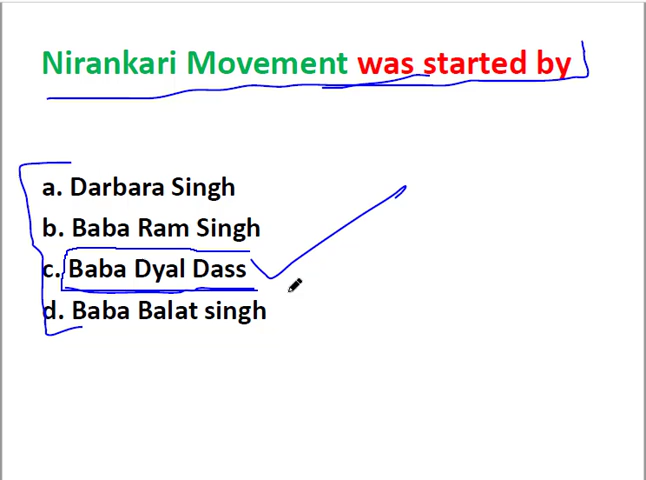 Nirankari Movement was started by
a. Darbara Singh
b. Baba Ram Singh
c. Baba Dyal Dass
d. Baba Balat singh